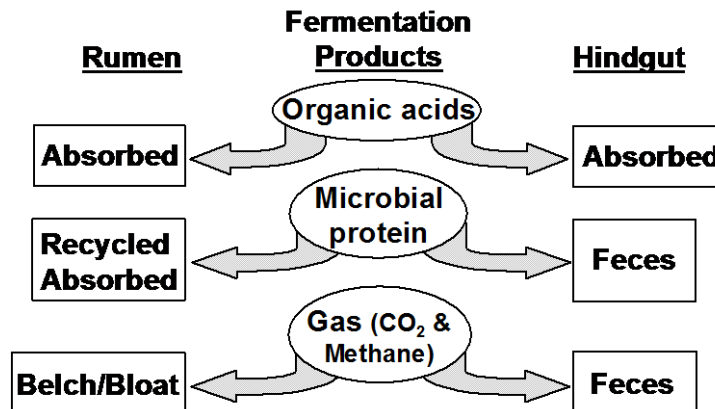 Fermentation
Rumen Products Hindgut
Organic acids
Absorbed Absorbed
Microbial
protein
Recycled
Absorbed
Feces
Gas (CO₂ &
Methane)
Belch/Bloat Feces